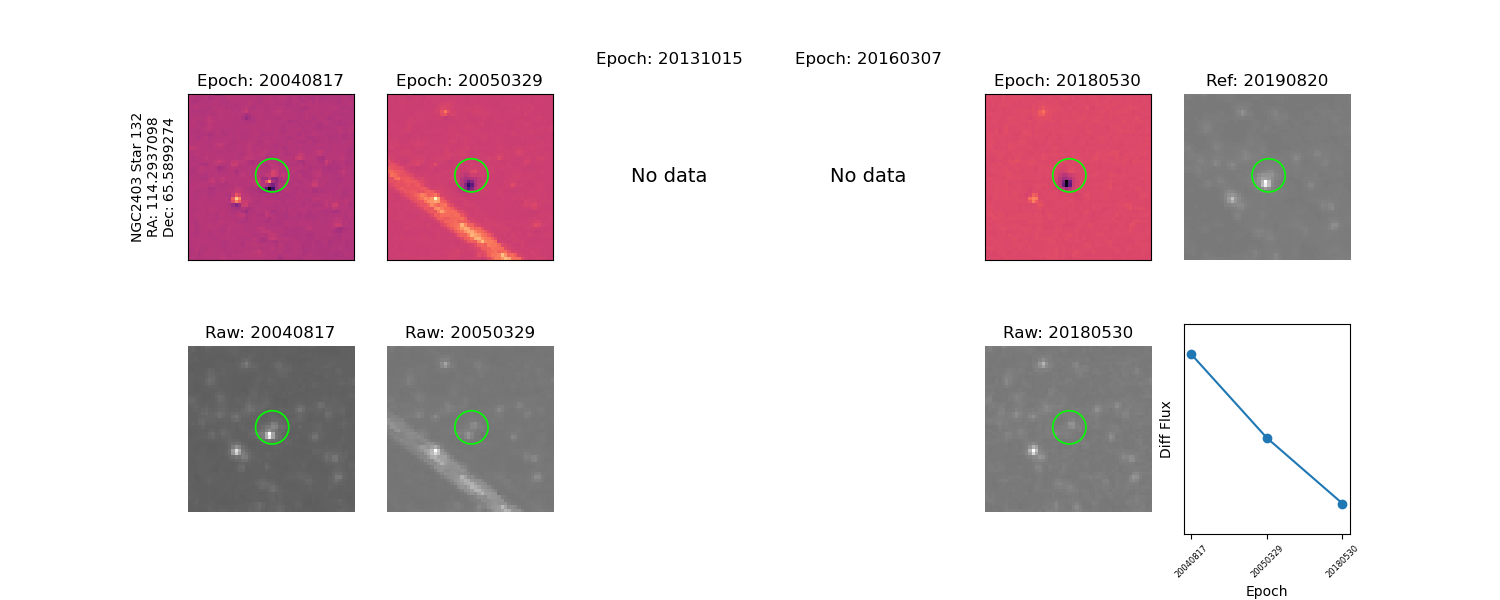 Epoch: 20131015
Epoch: 20160307
Epoch: 20040817
Epoch: 20050329
Epoch: 20180530
Ref: 20190820
NGC2403 Star 132
RA: 114.2937098
Dec: 65.5899274
No data
No data
Raw: 20040817
Raw: 20050329
Raw: 20180530
Diff Flux
20040817
20050329
20180530
Epoch